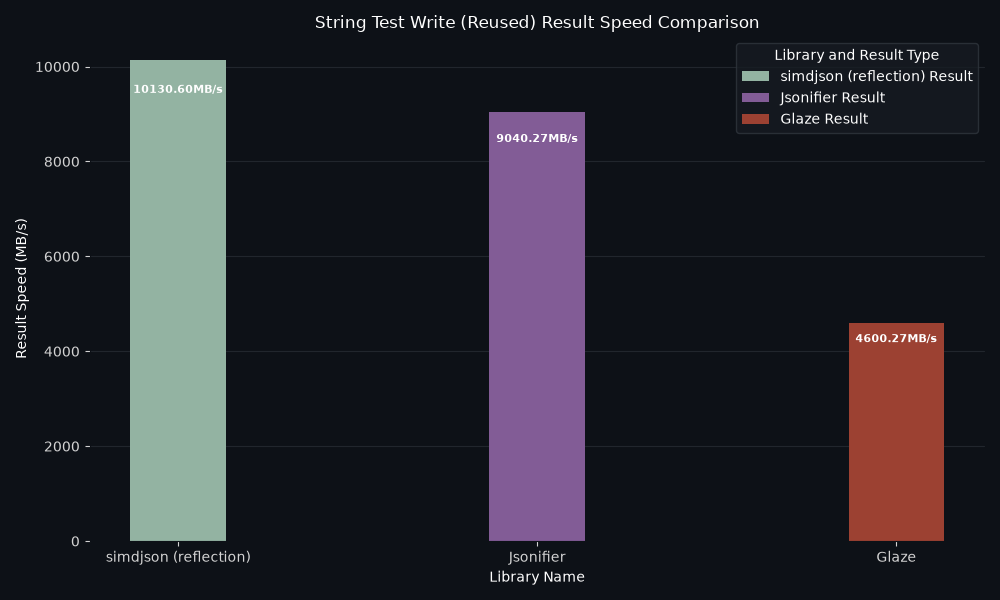 String Test Write (Reused) Result Speed Comparison
Library and Result Type
simdjson (reflection) Result
Jsonifier Result
Glaze Result
Result Speed (MB/s)
10000
8000
6000
4000
2000
0
10130.60MB/s
9040.27MB/s
4600.27MB/s
simdjson (reflection)
Jsonifier
Glaze
Library Name